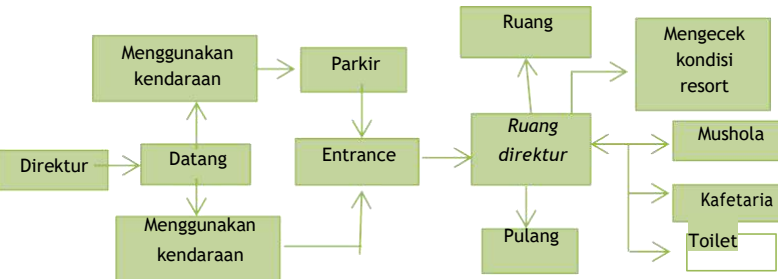 Menggunakan
kendaraan
Parkir
Ruang
Mengecek
kondisi
resort
Direktur
Datang
Entrance
Ruang
direktur
Mushola
Kafetaria
Toilet
Menggunakan
kendaraan
Pulang